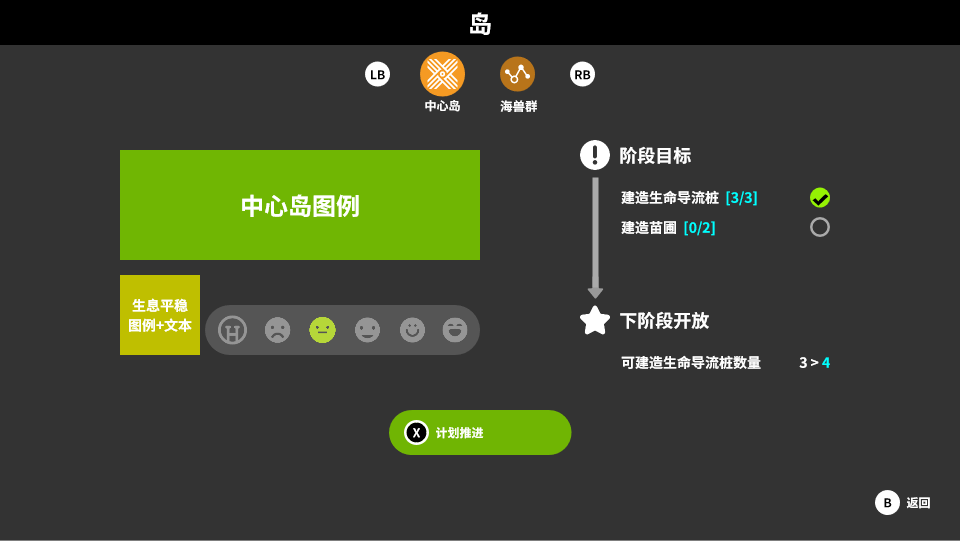 岛
LB
RB
中心岛
海兽群
中心岛图例
阶段目标
建造生命导流桩 [3/3]
建造苗圃 [0/2]
生息平稳
图例+文本
H
下阶段开放
可建造生命导流桩数量 3 > 4
X 计划推进
B 返回